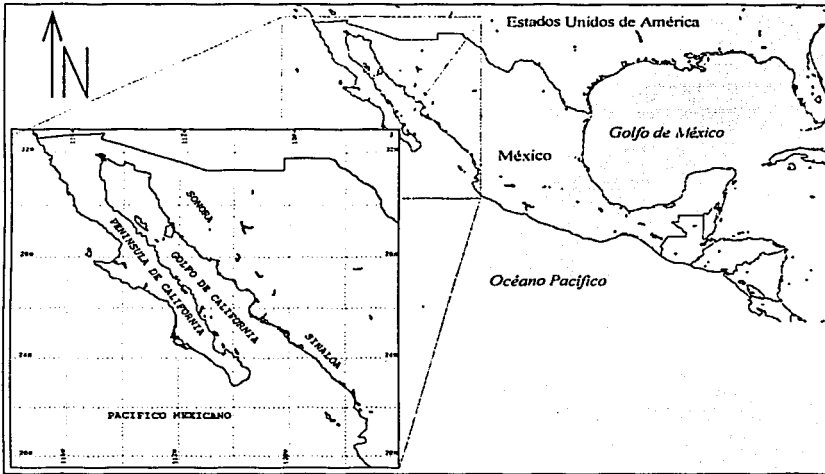 Estados Unidos de América
N
Golfo de México
México
SONORA
PENINSULA DE CALIFORNIA
GOLFO DE CALIFORNIA
Océano Pacífico
SINALOA
PACIFICO MEXICANO